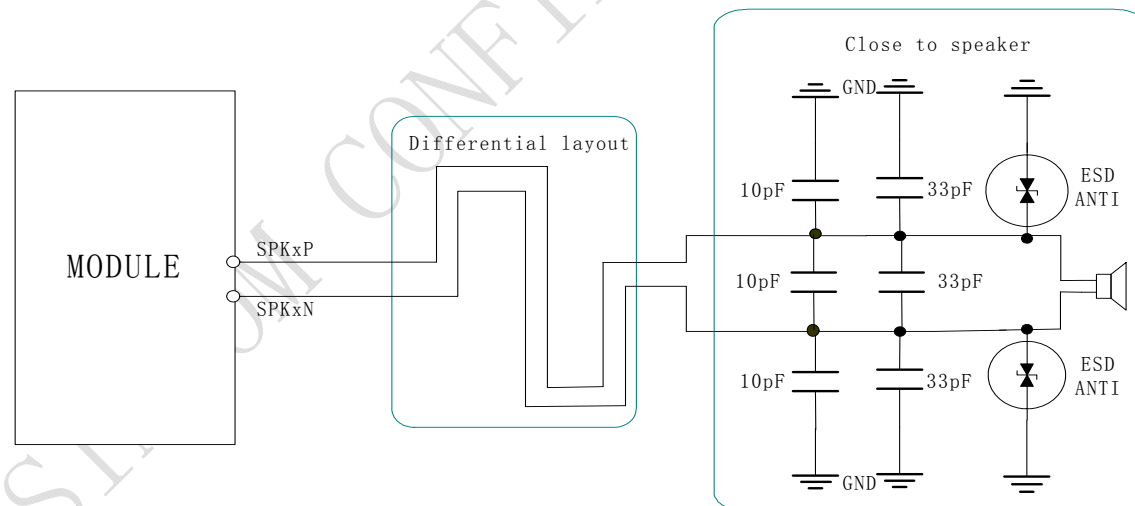 Close to speaker
GND
Differential layout
10pF
33pF
ESD
ANTI
MODULE
SPKxP
SPKxN
10pF
33pF
10pF
33pF
ESD
ANTI
GND